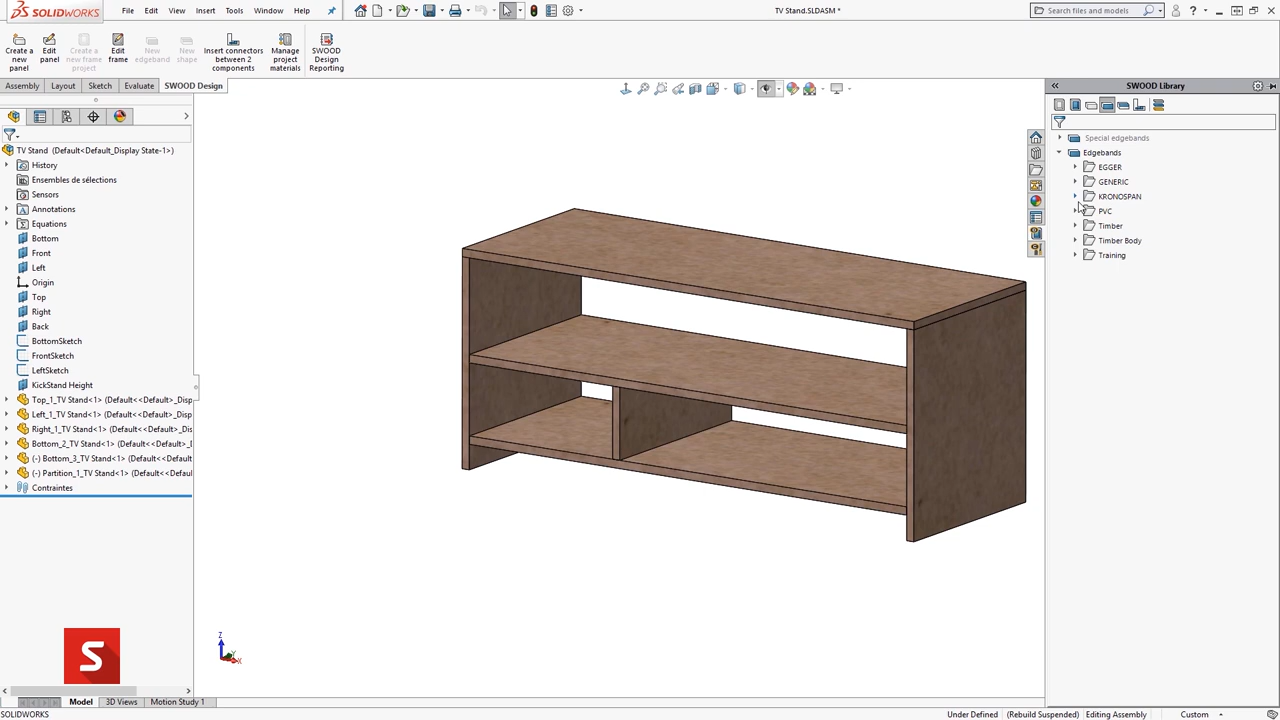 SOLIDWORKS
File Edit View Insert Tools Window Help
TV Stand.SLDASM *
Search files and models
Create a new panel
Edit panel
Create a new frame project
Edit frame
New edgeband
New shape
Insert connectors between 2 components
Manage project materials
SWOOD Design Reporting
Assembly Layout Sketch Evaluate SWOOD Design
TV Stand (Default<Default_Display State-1>)
History
Ensembles de sélections
Sensors
Annotations
Equations
Bottom
Front
Left
Origin
Top
Right
Back
BottomSketch
FrontSketch
LeftSketch
KickStand Height
Top_1_TV Stand<1> (Default<<Default>_Disp
Left_1_TV Stand<1> (Default<<Default>_Disp
Right_1_TV Stand<1> (Default<<Default>_Dis
Bottom_2_TV Stand<1> (Default<<Default>_I
(-) Bottom_3_TV Stand<1> (Default<<Defaul
(-) Partition_1_TV Stand<1> (Default<<Defau
Contraintes
SWOOD Library
Special edgebands
Edgebands
EGGER
GENERIC
KRONOSPAN
PVC
Timber
Timber Body
Training
Z
X
S
Model 3D Views Motion Study 1
SOLIDWORKS
Under Defined (Rebuild Suspended) Editing Assembly Custom